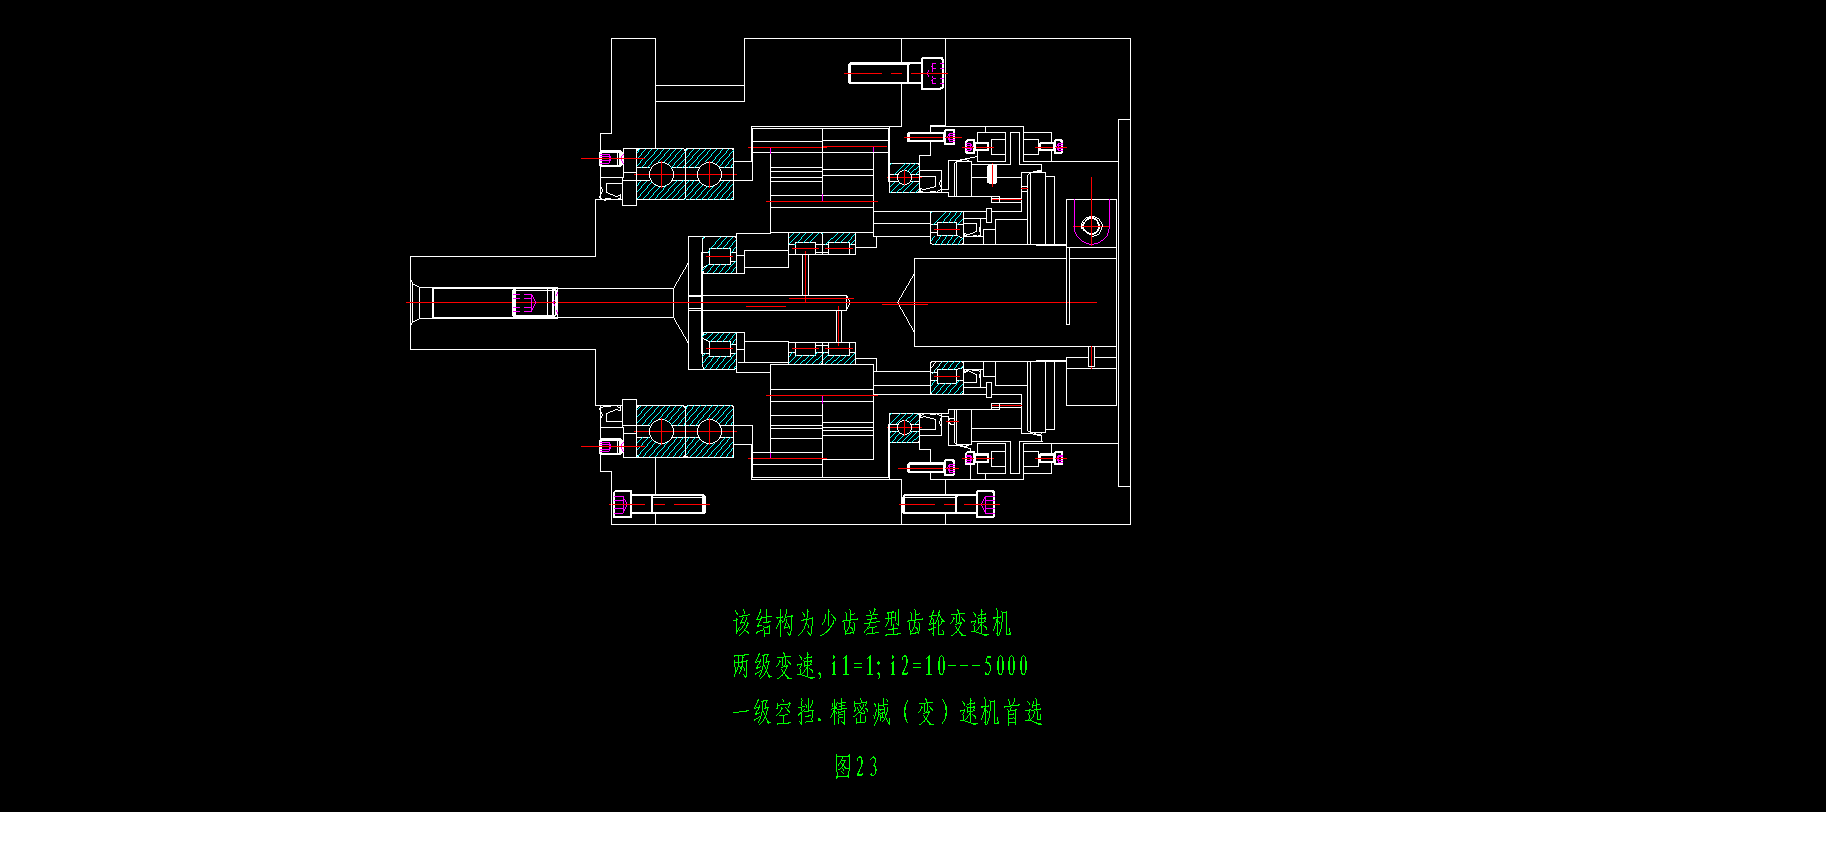 该结构为少齿差型齿轮变速机
两级变速,i1=1;i2=10---5000
一级空挡.精密减(变)速机首选
图23